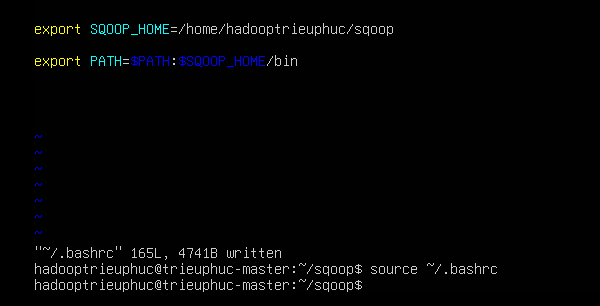 export SQOOP_HOME=/home/hadooptrieuphuc/sqoop
export PATH=$PATH:$SQOOP_HOME/bin
~
~
~
~
~
~
~
"~/.bashrc" 165L, 4741B written
hadooptrieuphuc@trieuphuc-master:~/sqoop$ source ~/.bashrc
hadooptrieuphuc@trieuphuc-master:~/sqoop$